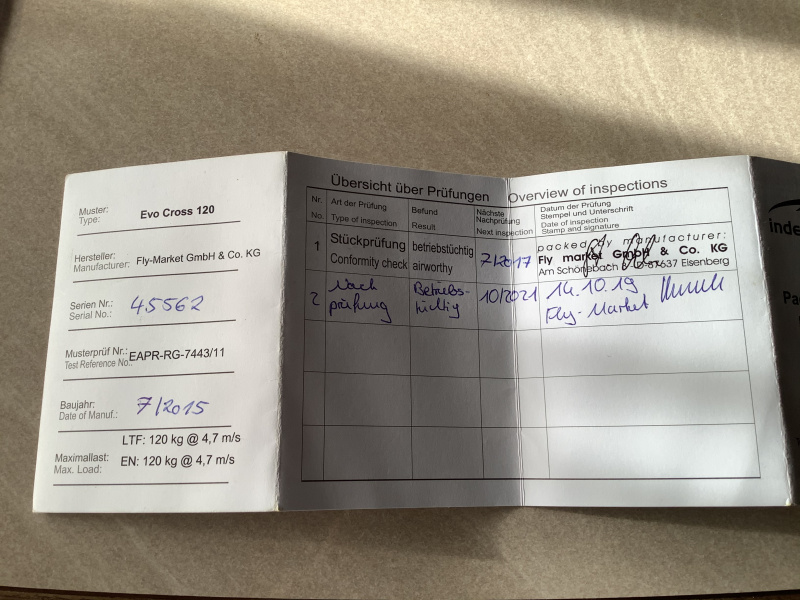 Muster:
Type:
Evo Cross 120
Hersteller:
Manufacturer:
Fly-Market GmbH & Co. KG
Serien Nr.:
Serial No.:
45562
Musterprüf Nr.:
Test Reference No.:
EAPR-RG-7443/11
Baujahr:
Date of Manuf.:
7/2015
Maximallast:
Max. Load:
LTF: 120 kg @ 4,7 m/s
EN: 120 kg @ 4,7 m/s
Übersicht über Prüfungen Overview of inspections
Nr.
No.
Art der Prüfung
Type of inspection
Befund
Result
Nächste
Nachprüfung
Next inspection
Datum der Prüfung
Stempel und Unterschrift
Date of inspection
Stamp and signature
1
Stückprüfung
Conformity check
betriebstüchtig
airworthy
7/2017
packed by manufacturer:
Fly market GmbH & Co. KG
Am Schönebach D-87637 Eisenberg
2
Nach
prüfung
Betriebs-
tüchtig
10/2021
14.10.19
Fly-Market
inde
Pa